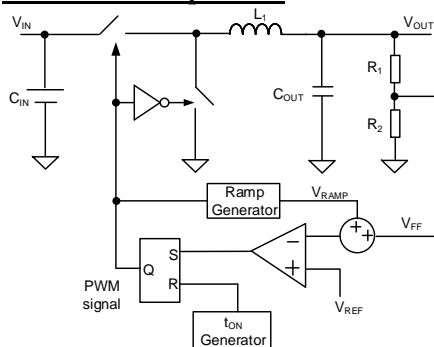 L1
VIN
VOUT
R1
CIN
COUT
R2
Ramp
Generator
VRAMP
VFF
−
+ +
+
S
Q
R
PWM
signal
VREF
tON
Generator